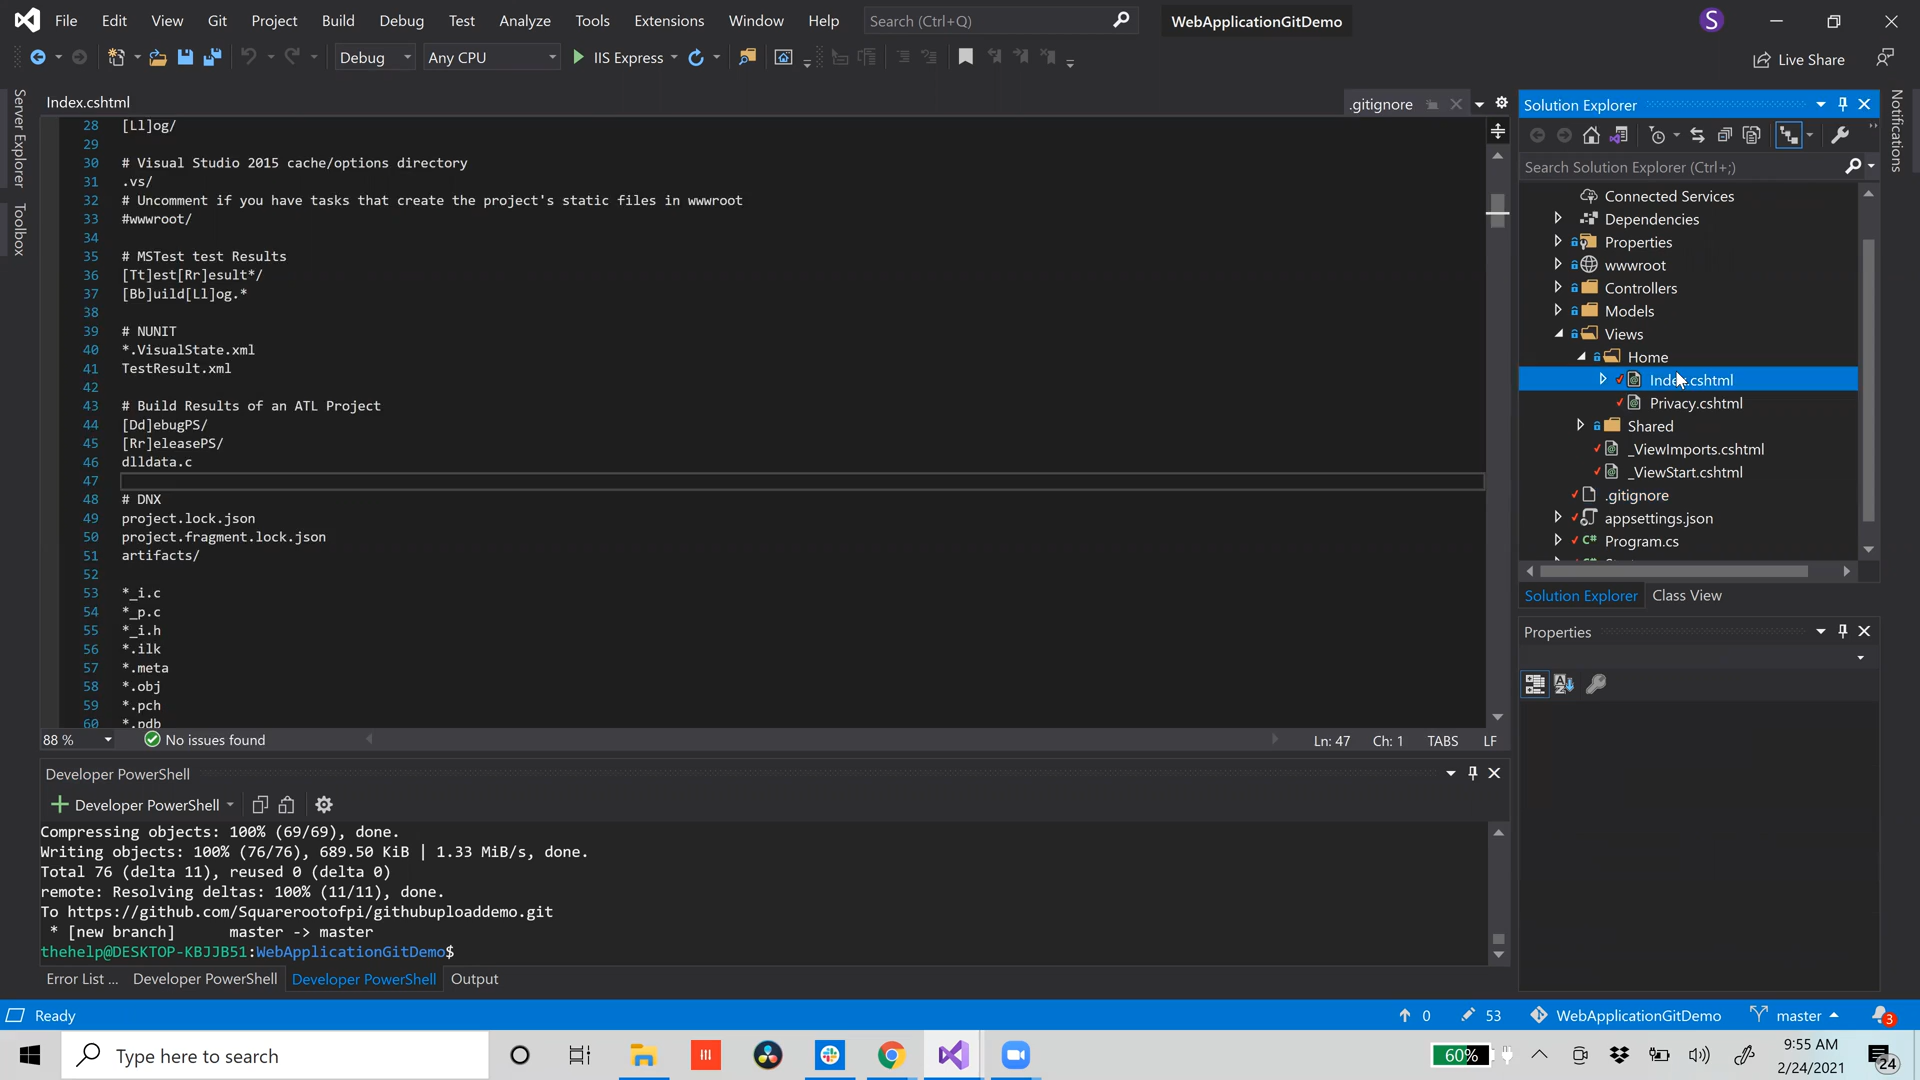 File Edit View Git Project Build Debug Test Analyze Tools Extensions Window Help Search (Ctrl+Q) WebApplicationGitDemo S
Debug Any CPU IIS Express Live Share
Server Explorer
Toolbox
Index.cshtml .gitignore
28 [Ll]og/
29
30 # Visual Studio 2015 cache/options directory
31 .vs/
32 # Uncomment if you have tasks that create the project's static files in wwwroot
33 #wwwroot/
34
35 # MSTest test Results
36 [Tt]est[Rr]esult*/
37 [Bb]uild[Ll]og.*
38
39 # NUNIT
40 *.VisualState.xml
41 TestResult.xml
42
43 # Build Results of an ATL Project
44 [Dd]ebugPS/
45 [Rr]eleasePS/
46 dlldata.c
47
48 # DNX
49 project.lock.json
50 project.fragment.lock.json
51 artifacts/
52
53 *_i.c
54 *_p.c
55 *_i.h
56 *.ilk
57 *.meta
58 *.obj
59 *.pch
60 *.pdb
88 % No issues found Ln: 47 Ch: 1 TABS LF
Developer PowerShell
Developer PowerShell
Compressing objects: 100% (69/69), done.
Writing objects: 100% (76/76), 689.50 KiB | 1.33 MiB/s, done.
Total 76 (delta 11), reused 0 (delta 0)
remote: Resolving deltas: 100% (11/11), done.
To https://github.com/Squarerootofpi/githubuploaddemo.git
* [new branch] master -> master
thehelp@DESKTOP-KBJJB51:WebApplicationGitDemo$
Error List ... Developer PowerShell Developer PowerShell Output
Solution Explorer
Search Solution Explorer (Ctrl+;)
Connected Services
Dependencies
Properties
wwwroot
Controllers
Models
Views
Home
Index.cshtml
Privacy.cshtml
Shared
_ViewImports.cshtml
_ViewStart.cshtml
.gitignore
appsettings.json
C# Program.cs
Solution Explorer Class View
Properties
Notifications
Ready 0 53 WebApplicationGitDemo master 3
Type here to search 60% 9:55 AM
2/24/2021 24